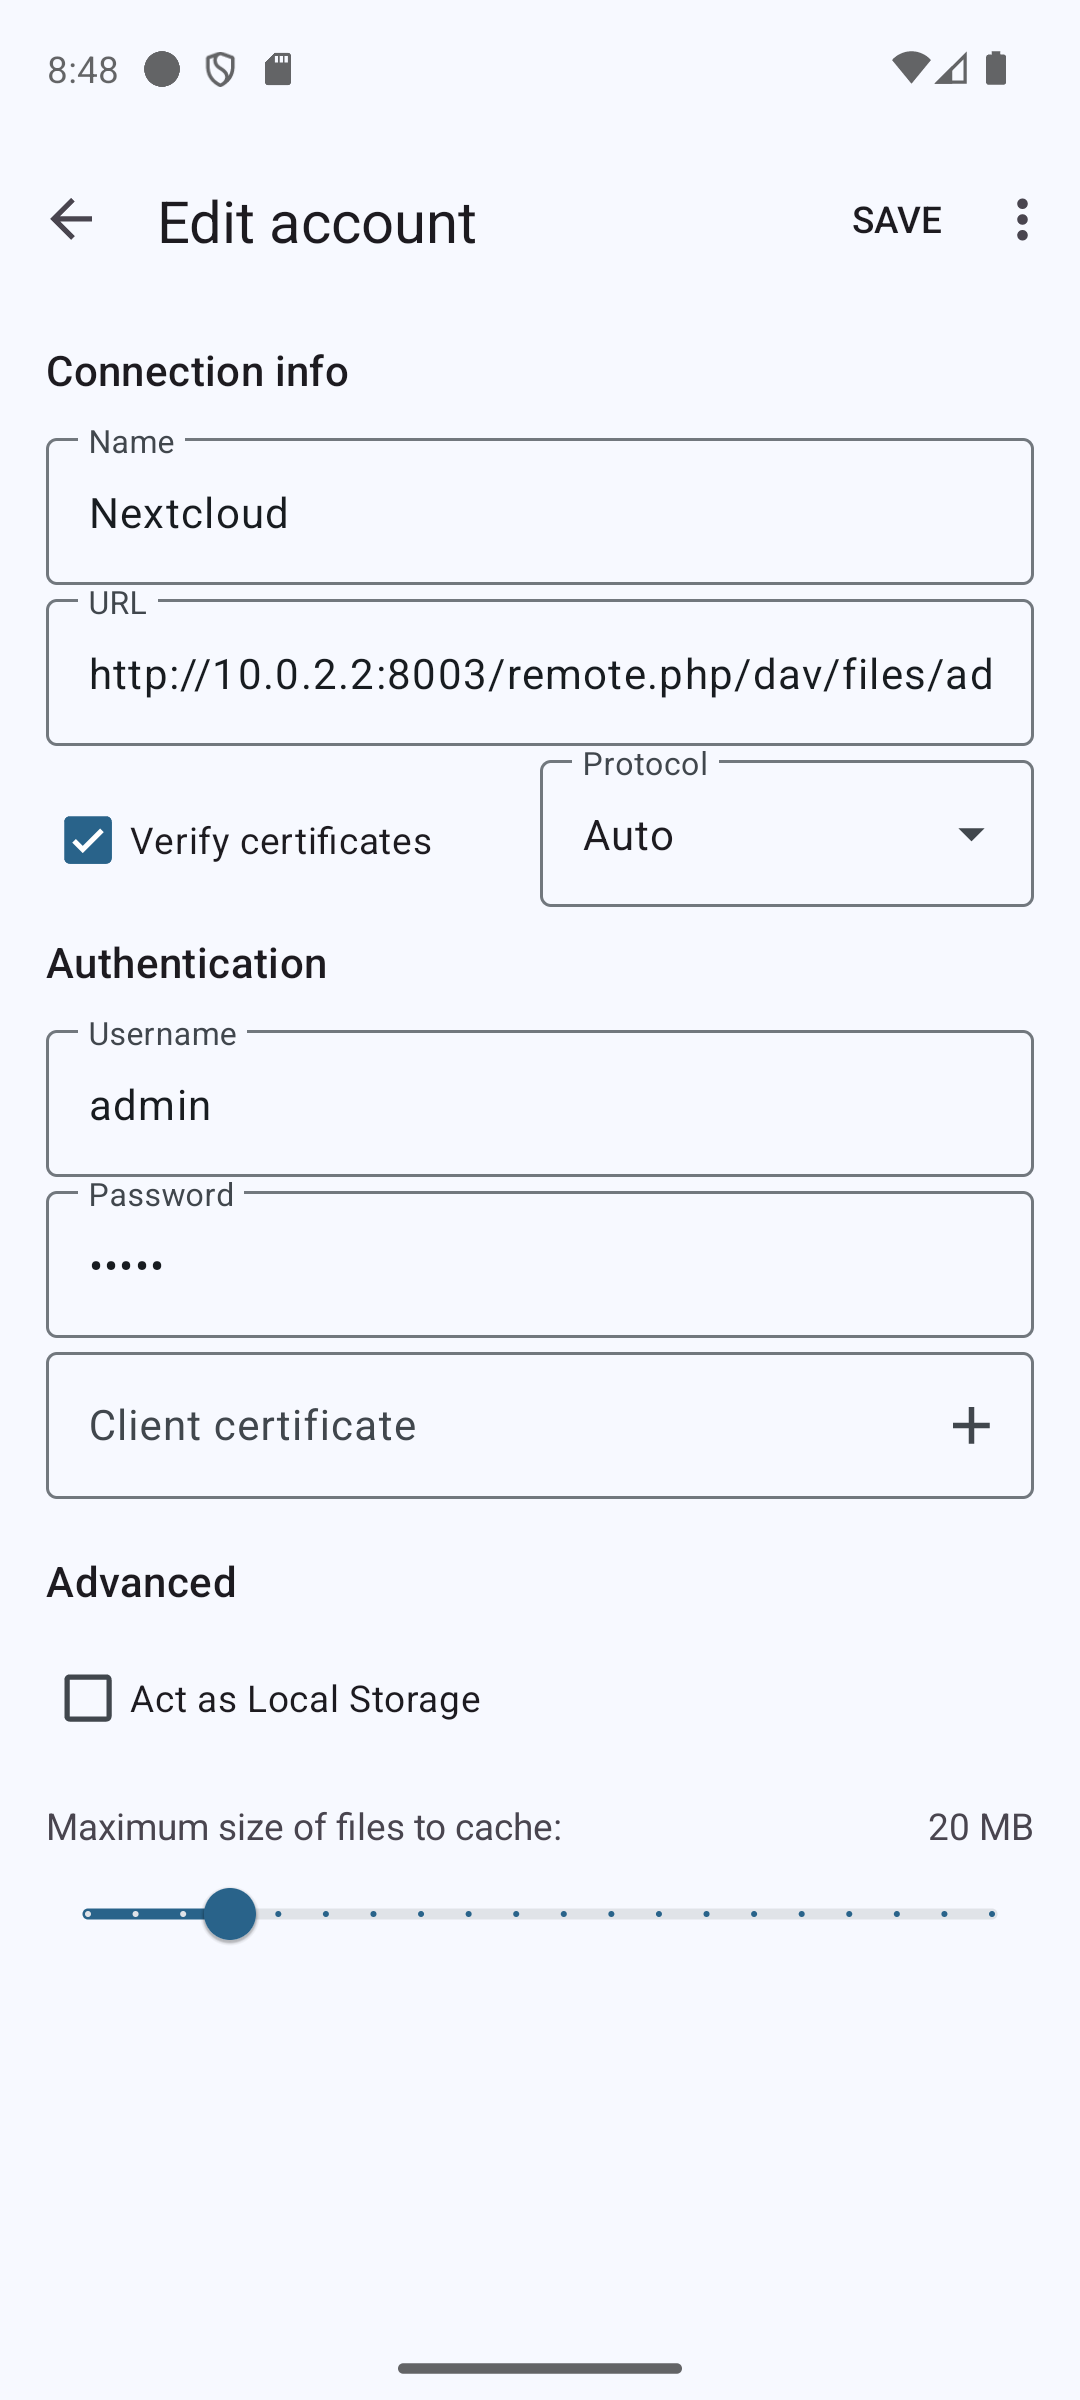 8:48
Edit account
SAVE
Connection info
Name
Nextcloud
URL
http://10.0.2.2:8003/remote.php/dav/files/ad
Verify certificates
Protocol
Auto
Authentication
Username
admin
Password
•••••
Client certificate
Advanced
Act as Local Storage
Maximum size of files to cache: 20 MB